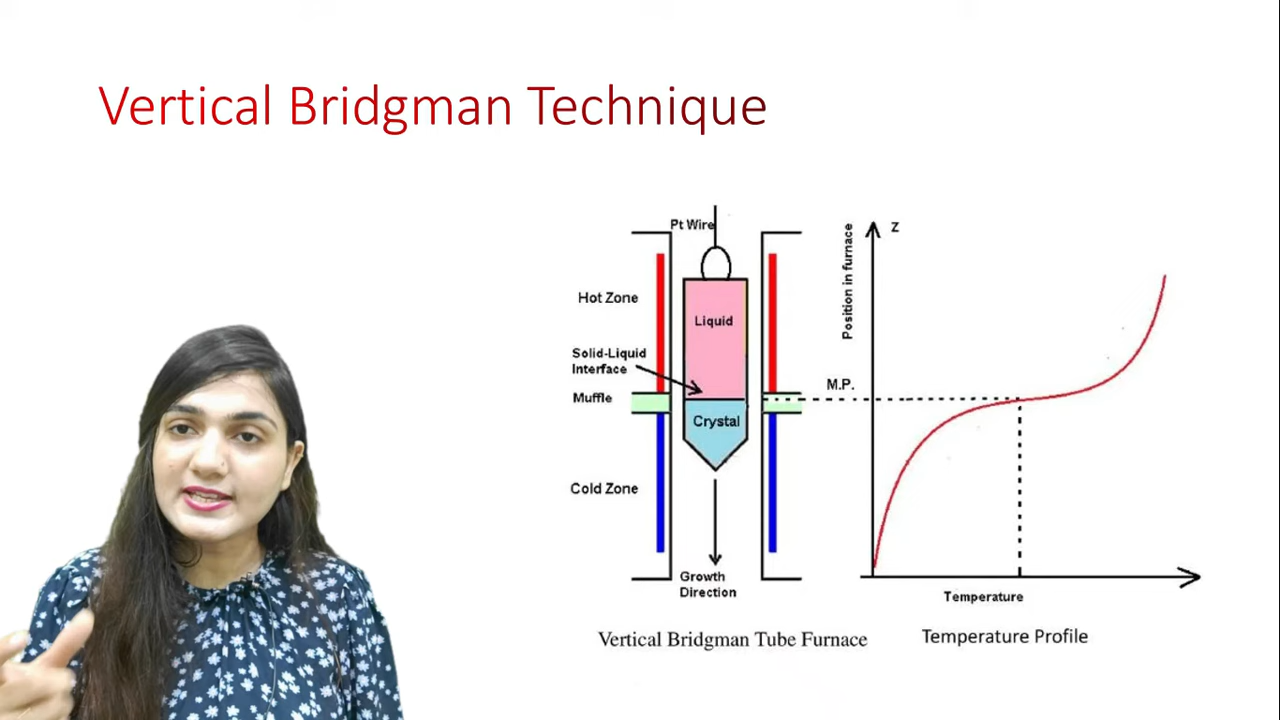 Vertical Bridgman Technique
Pt Wire
Hot Zone
Liquid
Solid-Liquid
Interface
Muffle
Crystal
Cold Zone
Growth
Direction
Vertical Bridgman Tube Furnace
Z
Position in furnace
M.P.
Temperature
Temperature Profile